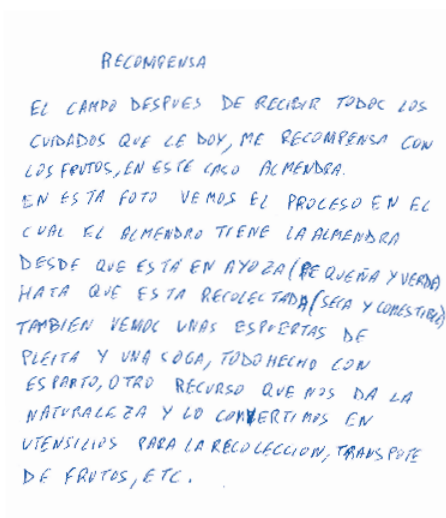 RECOMPENSA
EL CAMPO DESPUES DE RECIBIR TODOC LOS
CUIDADOS QUE LE DOY, ME RECOMPENSA CON
LOS FRUTOS, EN ESTE CASO ALMENDRA.
EN ESTA FOTO VEMOS EL PROCESO EN EL
CUAL EL ALMENDRO TIENE LA ALMENDRA
DESDE QUE ESTÁ EN AYOZA (PEQUEÑA Y VERDE)
HATA QUE ESTA RECOLECTADA (SECA Y COMESTIBLE)
TAMBIEN VEMOC UNAS ESPUERTAS DE
PLEITA Y UNA COGA, TODO HECHO CON
ESPARTO, OTRO RECURSO QUE NOS DA LA
NATURALEZA Y LO CONVERTIMOS EN
UTENSILIOS PARA LA RECOLECCION, TRANSPOTE
DE FRUTOS, ETC.